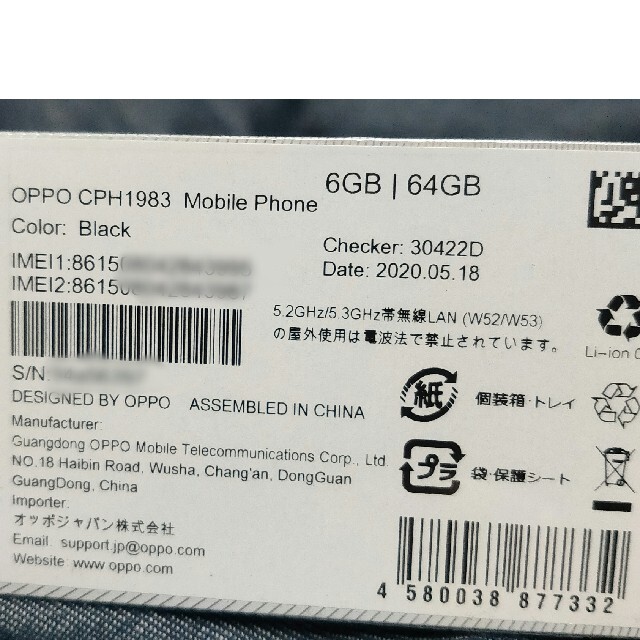 OPPO CPH1983 Mobile Phone
6GB | 64GB
Color: Black
Checker: 30422D
Date: 2020.05.18
IMEI1:8615
IMEI2:8615
5.2GHz/5.3GHz帯無線LAN (W52/W53)
の屋外使用は電波法で禁止されています。
Li-ion
S/N
DESIGNED BY OPPO ASSEMBLED IN CHINA
紙 個装箱・トレイ
プラ 袋・保護シート
Manufacturer:
Guangdong OPPO Mobile Telecommunications Corp., Ltd.
NO.18 Haibin Road, Wusha, Chang'an, DongGuan
GuangDong, China
Importer:
オッポジャパン株式会社
Email: support.jp@oppo.com
Website: www.oppo.com
4 580038 877332